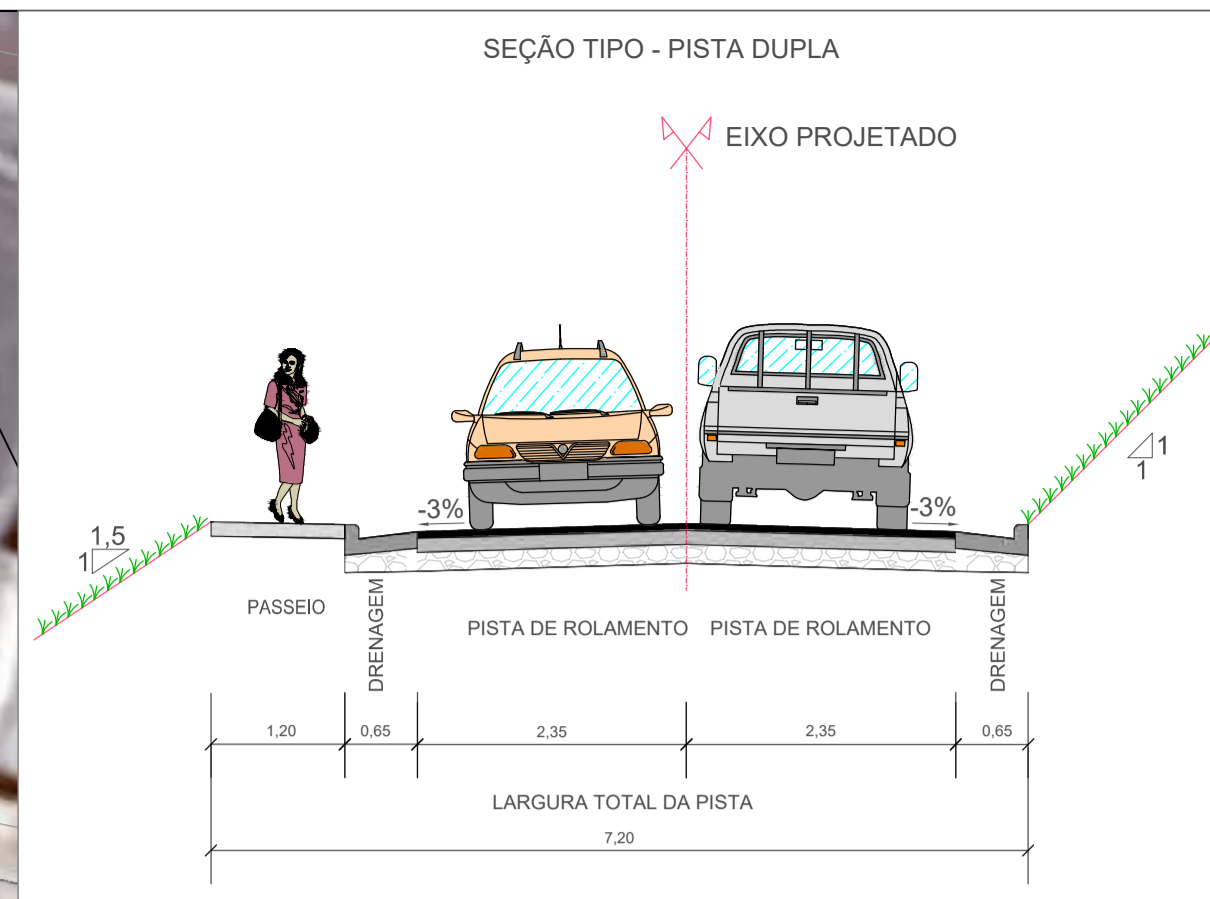 SEÇÃO TIPO - PISTA DUPLA
EIXO PROJETADO
-3%
-3%
1
1
1,5
1
PASSEIO
DRENAGEM
PISTA DE ROLAMENTO
PISTA DE ROLAMENTO
DRENAGEM
1,20
0,65
2,35
2,35
0,65
LARGURA TOTAL DA PISTA
7,20